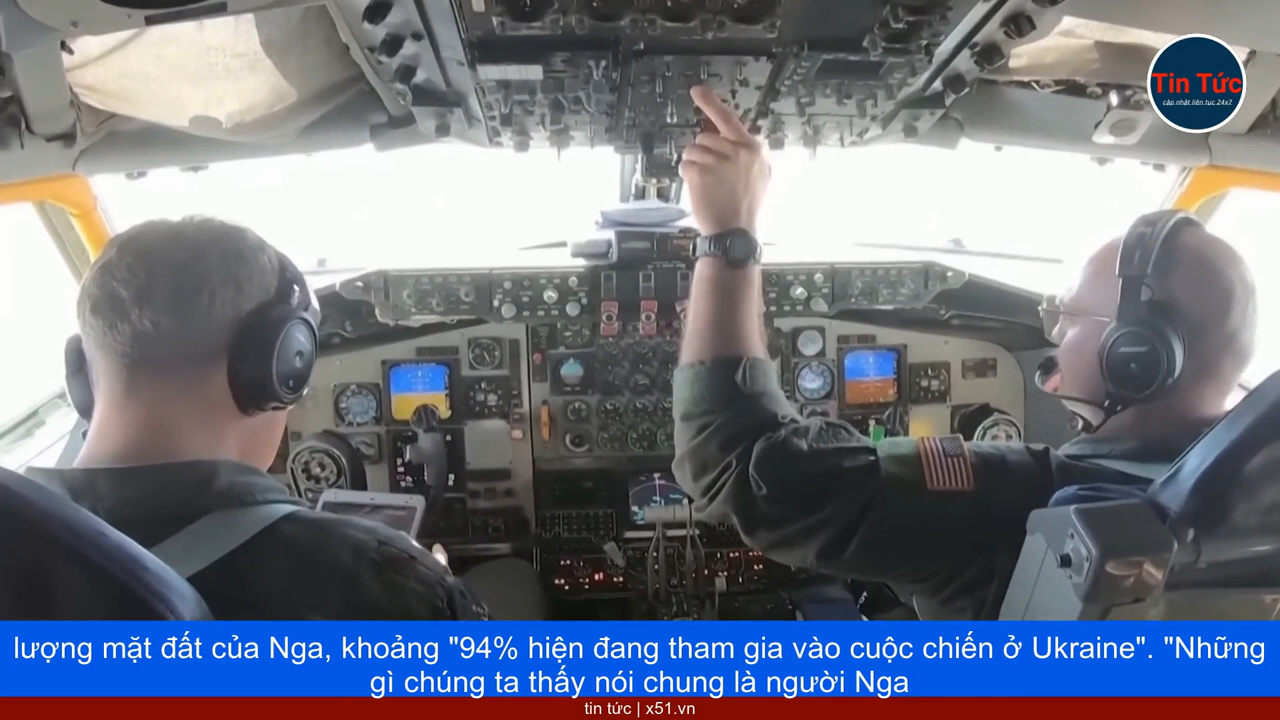 Tin Tức
cập nhật liên tục 24x7
lượng mặt đất của Nga, khoảng "94% hiện đang tham gia vào cuộc chiến ở Ukraine". "Những
gì chúng ta thấy nói chung là người Nga
tin tức | x51.vn